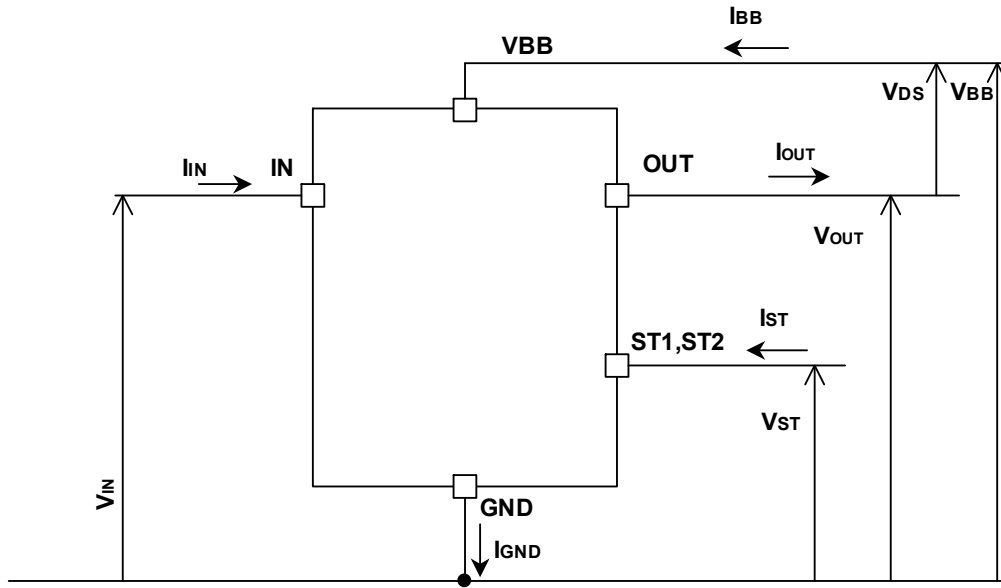 IBB
VBB
VDS
VBB
IIN
IN
OUT
IOUT
VOUT
ST1,ST2
IST
VST
VIN
GND
IGND